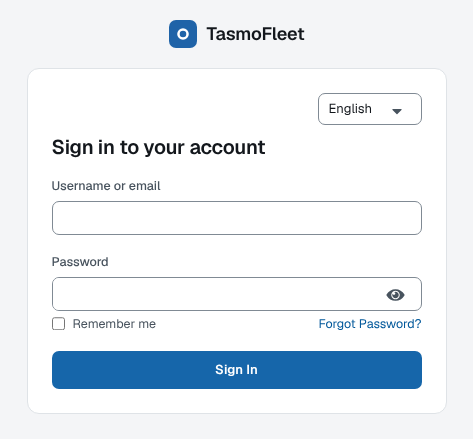 TasmoFleet
English
Sign in to your account
Username or email
Password
Remember me
Forgot Password?
Sign In